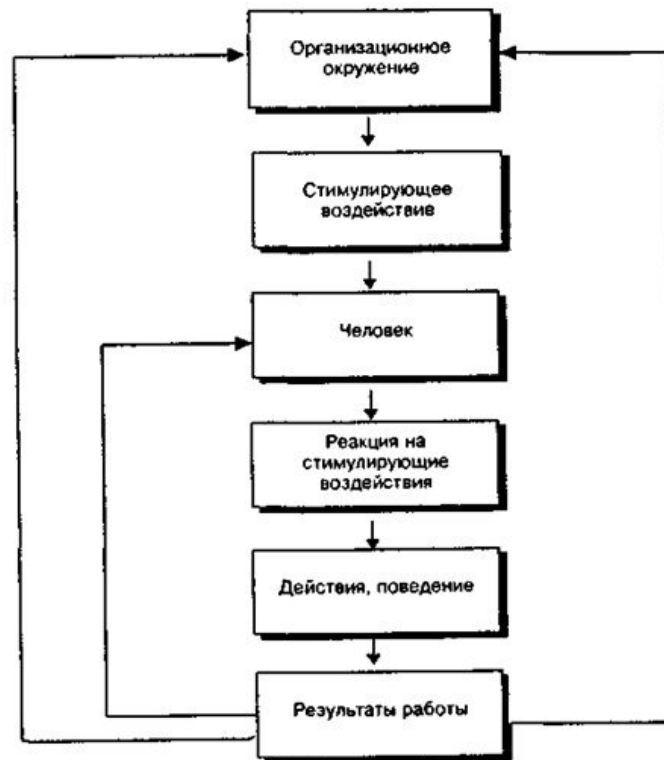 Организационное
окружение
Стимулирующее
воздействие
Человек
Реакция на
стимулирующие
воздействия
Действия, поведение
Результаты работы